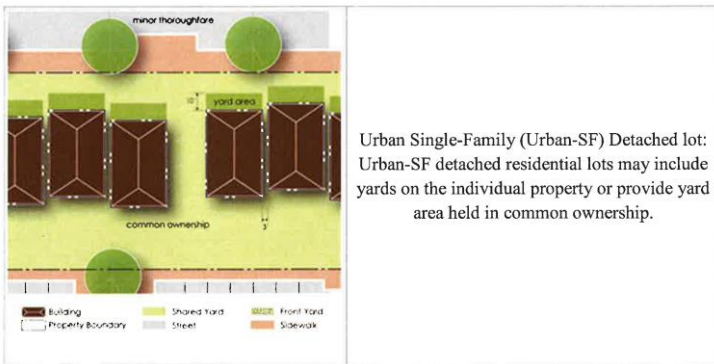 minor thoroughfare
10'
yard area
common ownership
3'
Building
Shared Yard
Front Yard
Property Boundary
Street
Sidewalk
Urban Single-Family (Urban-SF) Detached lot:
Urban-SF detached residential lots may include
yards on the individual property or provide yard
area held in common ownership.